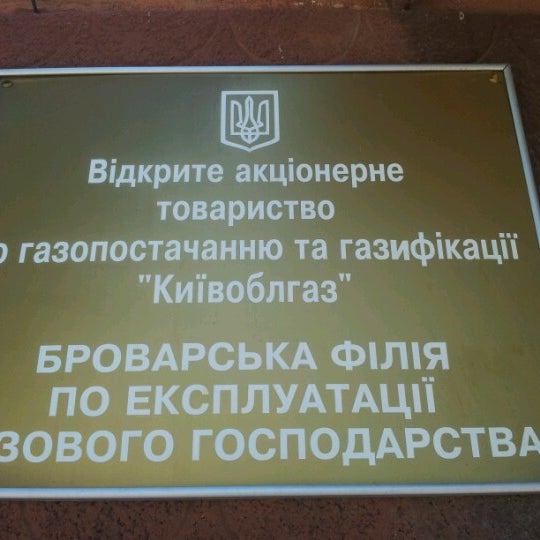 Відкрите акціонерне
товариство
о газопостачанню та газифікації
"Київоблгаз"
БРОВАРСЬКА ФІЛІЯ
ПО ЕКСПЛУАТАЦІЇ
ЗОВОГО ГОСПОДАРСТВА